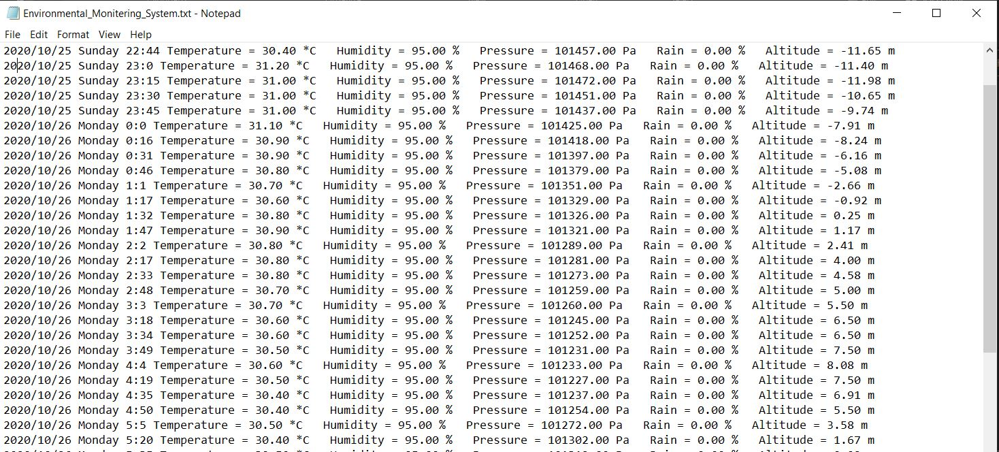 Environmental_Monitering_System.txt - Notepad
File Edit Format View Help
2020/10/25 Sunday 22:44 Temperature = 30.40 *C   Humidity = 95.00 %   Pressure = 101457.00 Pa   Rain = 0.00 %   Altitude = -11.65 m
2020/10/25 Sunday 23:0 Temperature = 31.20 *C   Humidity = 95.00 %   Pressure = 101468.00 Pa   Rain = 0.00 %   Altitude = -11.40 m
2020/10/25 Sunday 23:15 Temperature = 31.00 *C   Humidity = 95.00 %   Pressure = 101472.00 Pa   Rain = 0.00 %   Altitude = -11.98 m
2020/10/25 Sunday 23:30 Temperature = 31.00 *C   Humidity = 95.00 %   Pressure = 101451.00 Pa   Rain = 0.00 %   Altitude = -10.65 m
2020/10/25 Sunday 23:45 Temperature = 31.00 *C   Humidity = 95.00 %   Pressure = 101437.00 Pa   Rain = 0.00 %   Altitude = -9.74 m
2020/10/26 Monday 0:0 Temperature = 31.10 *C   Humidity = 95.00 %   Pressure = 101425.00 Pa   Rain = 0.00 %   Altitude = -7.91 m
2020/10/26 Monday 0:16 Temperature = 30.90 *C   Humidity = 95.00 %   Pressure = 101418.00 Pa   Rain = 0.00 %   Altitude = -8.24 m
2020/10/26 Monday 0:31 Temperature = 30.90 *C   Humidity = 95.00 %   Pressure = 101397.00 Pa   Rain = 0.00 %   Altitude = -6.16 m
2020/10/26 Monday 0:46 Temperature = 30.80 *C   Humidity = 95.00 %   Pressure = 101379.00 Pa   Rain = 0.00 %   Altitude = -5.08 m
2020/10/26 Monday 1:1 Temperature = 30.70 *C   Humidity = 95.00 %   Pressure = 101351.00 Pa   Rain = 0.00 %   Altitude = -2.66 m
2020/10/26 Monday 1:17 Temperature = 30.60 *C   Humidity = 95.00 %   Pressure = 101329.00 Pa   Rain = 0.00 %   Altitude = -0.92 m
2020/10/26 Monday 1:32 Temperature = 30.80 *C   Humidity = 95.00 %   Pressure = 101326.00 Pa   Rain = 0.00 %   Altitude = 0.25 m
2020/10/26 Monday 1:47 Temperature = 30.90 *C   Humidity = 95.00 %   Pressure = 101321.00 Pa   Rain = 0.00 %   Altitude = 1.17 m
2020/10/26 Monday 2:2 Temperature = 30.80 *C   Humidity = 95.00 %   Pressure = 101289.00 Pa   Rain = 0.00 %   Altitude = 2.41 m
2020/10/26 Monday 2:17 Temperature = 30.80 *C   Humidity = 95.00 %   Pressure = 101281.00 Pa   Rain = 0.00 %   Altitude = 4.00 m
2020/10/26 Monday 2:33 Temperature = 30.80 *C   Humidity = 95.00 %   Pressure = 101273.00 Pa   Rain = 0.00 %   Altitude = 4.58 m
2020/10/26 Monday 2:48 Temperature = 30.70 *C   Humidity = 95.00 %   Pressure = 101259.00 Pa   Rain = 0.00 %   Altitude = 5.00 m
2020/10/26 Monday 3:3 Temperature = 30.70 *C   Humidity = 95.00 %   Pressure = 101260.00 Pa   Rain = 0.00 %   Altitude = 5.50 m
2020/10/26 Monday 3:18 Temperature = 30.60 *C   Humidity = 95.00 %   Pressure = 101245.00 Pa   Rain = 0.00 %   Altitude = 6.50 m
2020/10/26 Monday 3:34 Temperature = 30.60 *C   Humidity = 95.00 %   Pressure = 101252.00 Pa   Rain = 0.00 %   Altitude = 6.50 m
2020/10/26 Monday 3:49 Temperature = 30.50 *C   Humidity = 95.00 %   Pressure = 101231.00 Pa   Rain = 0.00 %   Altitude = 7.50 m
2020/10/26 Monday 4:4 Temperature = 30.60 *C   Humidity = 95.00 %   Pressure = 101233.00 Pa   Rain = 0.00 %   Altitude = 8.08 m
2020/10/26 Monday 4:19 Temperature = 30.50 *C   Humidity = 95.00 %   Pressure = 101227.00 Pa   Rain = 0.00 %   Altitude = 7.50 m
2020/10/26 Monday 4:35 Temperature = 30.40 *C   Humidity = 95.00 %   Pressure = 101237.00 Pa   Rain = 0.00 %   Altitude = 6.91 m
2020/10/26 Monday 4:50 Temperature = 30.40 *C   Humidity = 95.00 %   Pressure = 101254.00 Pa   Rain = 0.00 %   Altitude = 5.50 m
2020/10/26 Monday 5:5 Temperature = 30.50 *C   Humidity = 95.00 %   Pressure = 101272.00 Pa   Rain = 0.00 %   Altitude = 3.58 m
2020/10/26 Monday 5:20 Temperature = 30.40 *C   Humidity = 95.00 %   Pressure = 101302.00 Pa   Rain = 0.00 %   Altitude = 1.67 m